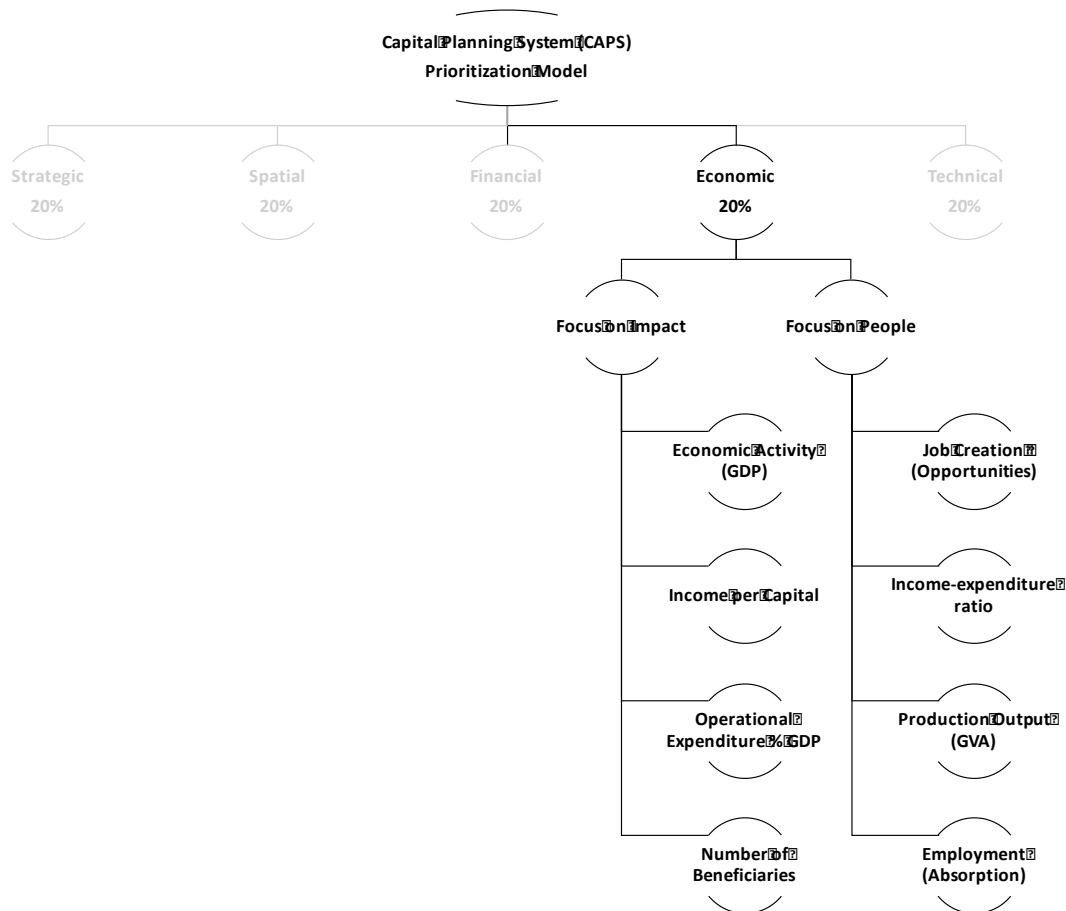 Capital Planning System (CAPS)
Prioritization Model
Strategic
20%
Spatial
20%
Financial
20%
Economic
20%
Technical
20%
Focus on Impact
Focus on People
Economic Activity
(GDP)
Job Creation
(Opportunities)
Income per Capital
Income-expenditure
ratio
Operational
Expenditure % GDP
Production Output
(GVA)
Number of
Beneficiaries
Employment
(Absorption)